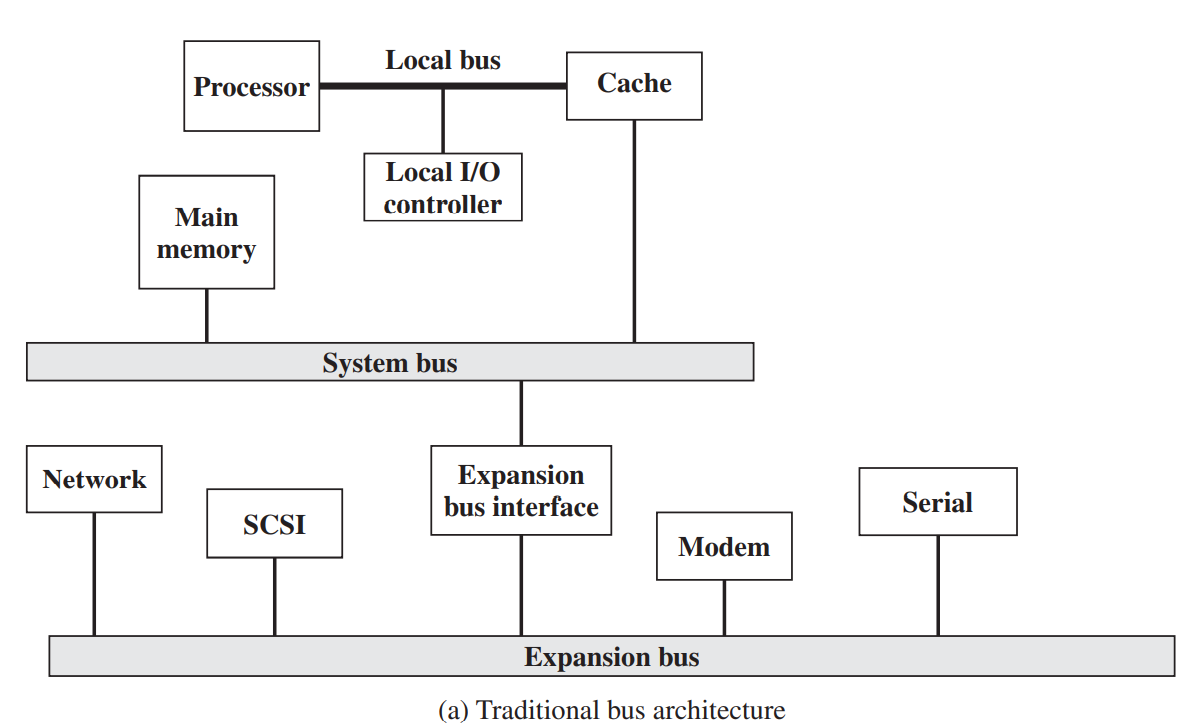 Local bus
Processor
Cache
Local I/O
controller
Main
memory
System bus
Network
SCSI
Expansion
bus interface
Modem
Serial
Expansion bus
(a) Traditional bus architecture